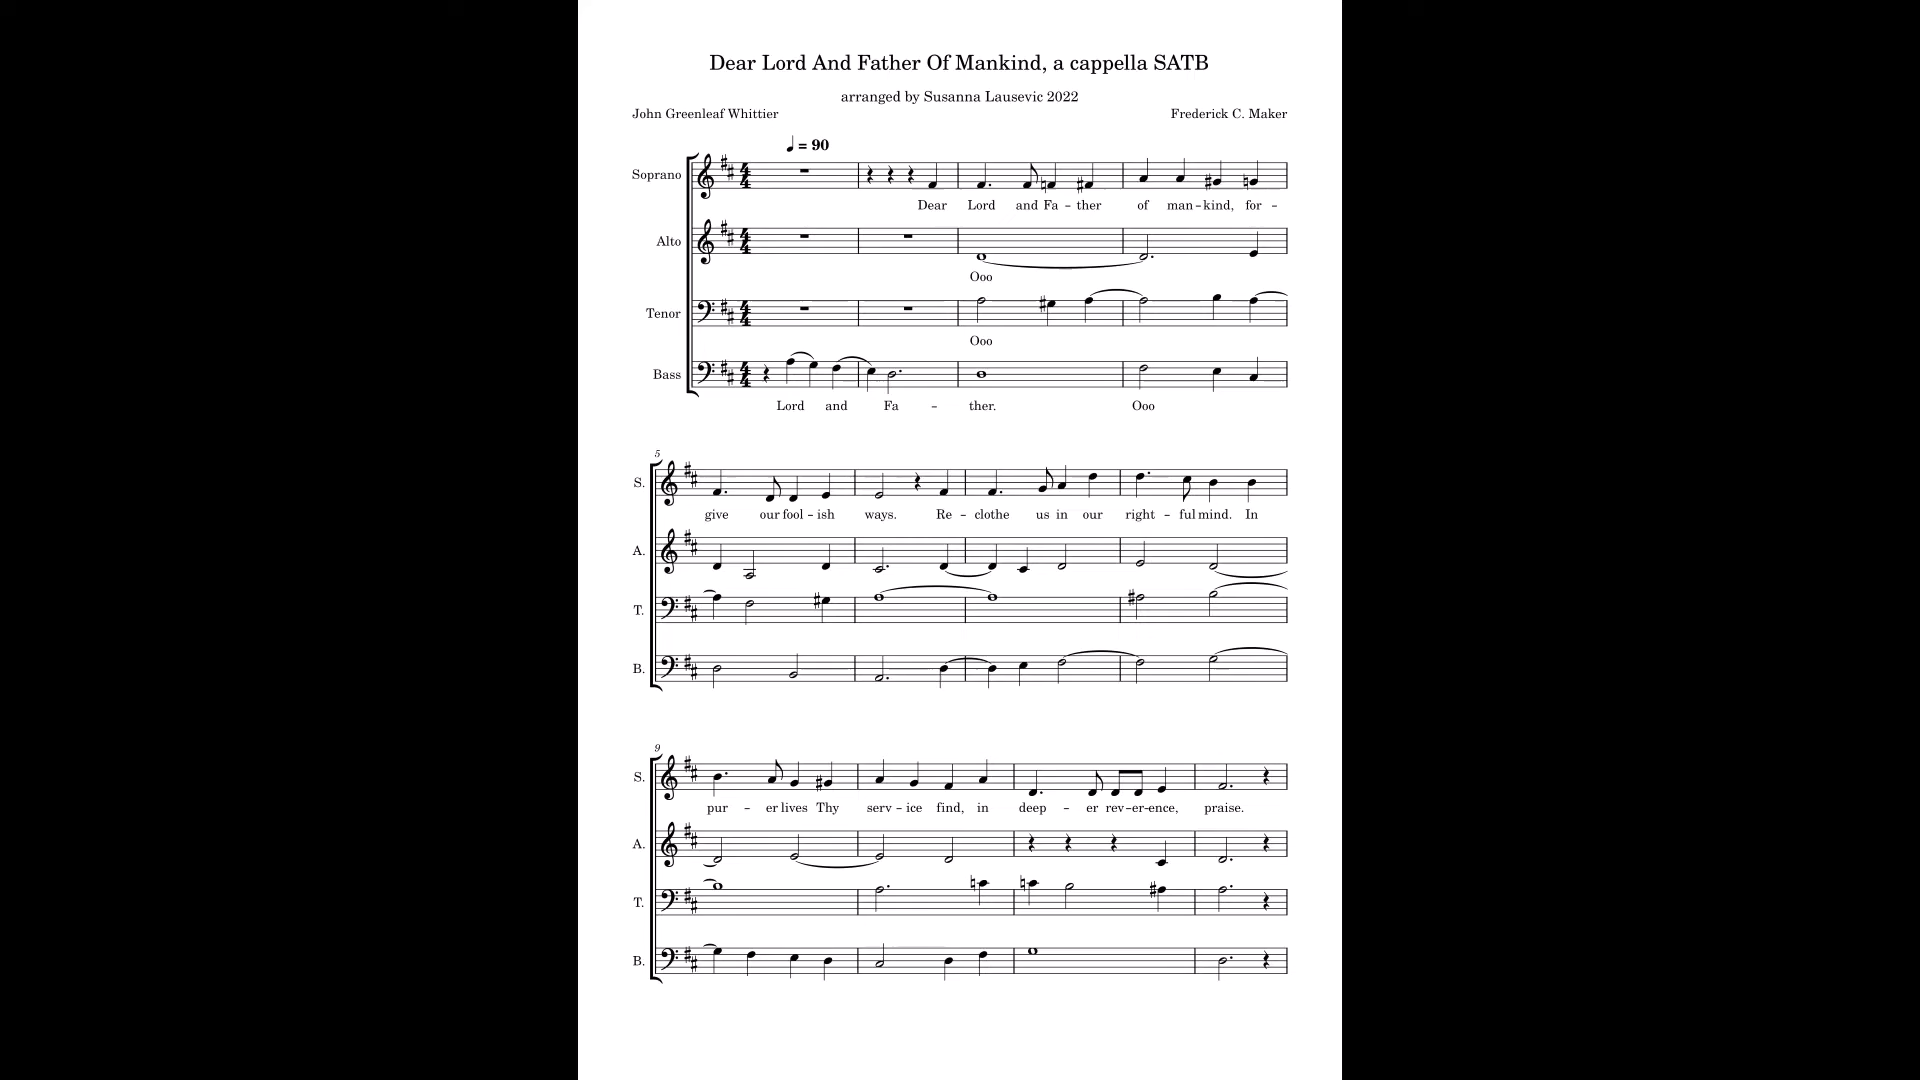 Dear Lord And Father Of Mankind, a cappella SATB
arranged by Susanna Lausevic 2022
John Greenleaf Whittier
Frederick C. Maker
♩ = 90
Soprano
Dear Lord and Fa - ther of man - kind, for -
Alto
Ooo
Tenor
Ooo
Bass
Lord and Fa - ther. Ooo
5
S.
give our fool - ish ways. Re - clothe us in our right - ful mind. In
A.
T.
B.
9
S.
pur - er lives Thy serv - ice find, in deep - er rev - er - ence, praise.
A.
T.
B.